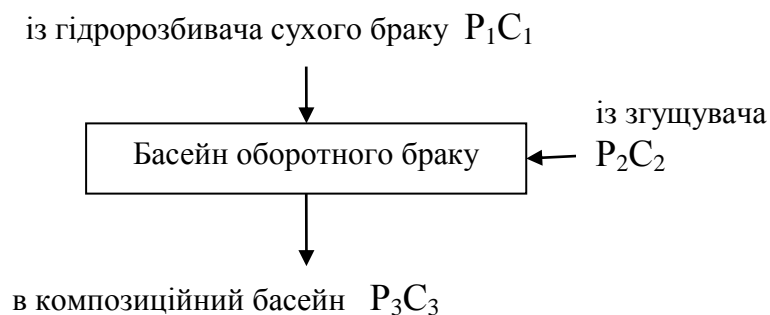 із гідророзбивача сухого браку P₁C₁
із згущувача
Басейн оборотного браку
P₂C₂
в композиційний басейн P₃C₃